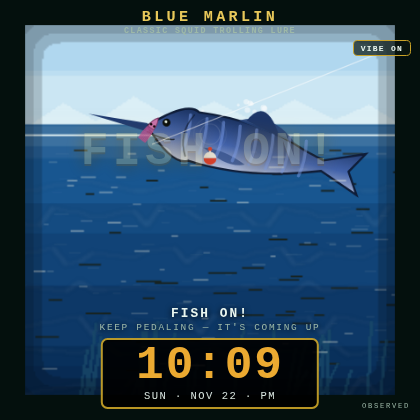 BLUE MARLIN
CLASSIC SQUID TROLLING LURE
VIBE ON
FISH ON!
FISH ON!
KEEP PEDALING — IT'S COMING UP
10:09
SUN · NOV 22 · PM
OBSERVED